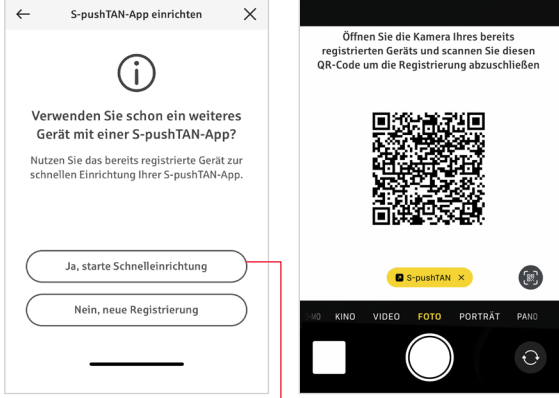 S-pushTAN-App einrichten
Verwenden Sie schon ein weiteres
Gerät mit einer S-pushTAN-App?
Nutzen Sie das bereits registrierte Gerät zur
schnellen Einrichtung Ihrer S-pushTAN-App.
Ja, starte Schnelleinrichtung
Nein, neue Registrierung
Öffnen Sie die Kamera Ihres bereits
registrierten Geräts und scannen Sie diesen
QR-Code um die Registrierung abzuschließen
S-pushTAN
KINO VIDEO FOTO PORTRÄT PANO